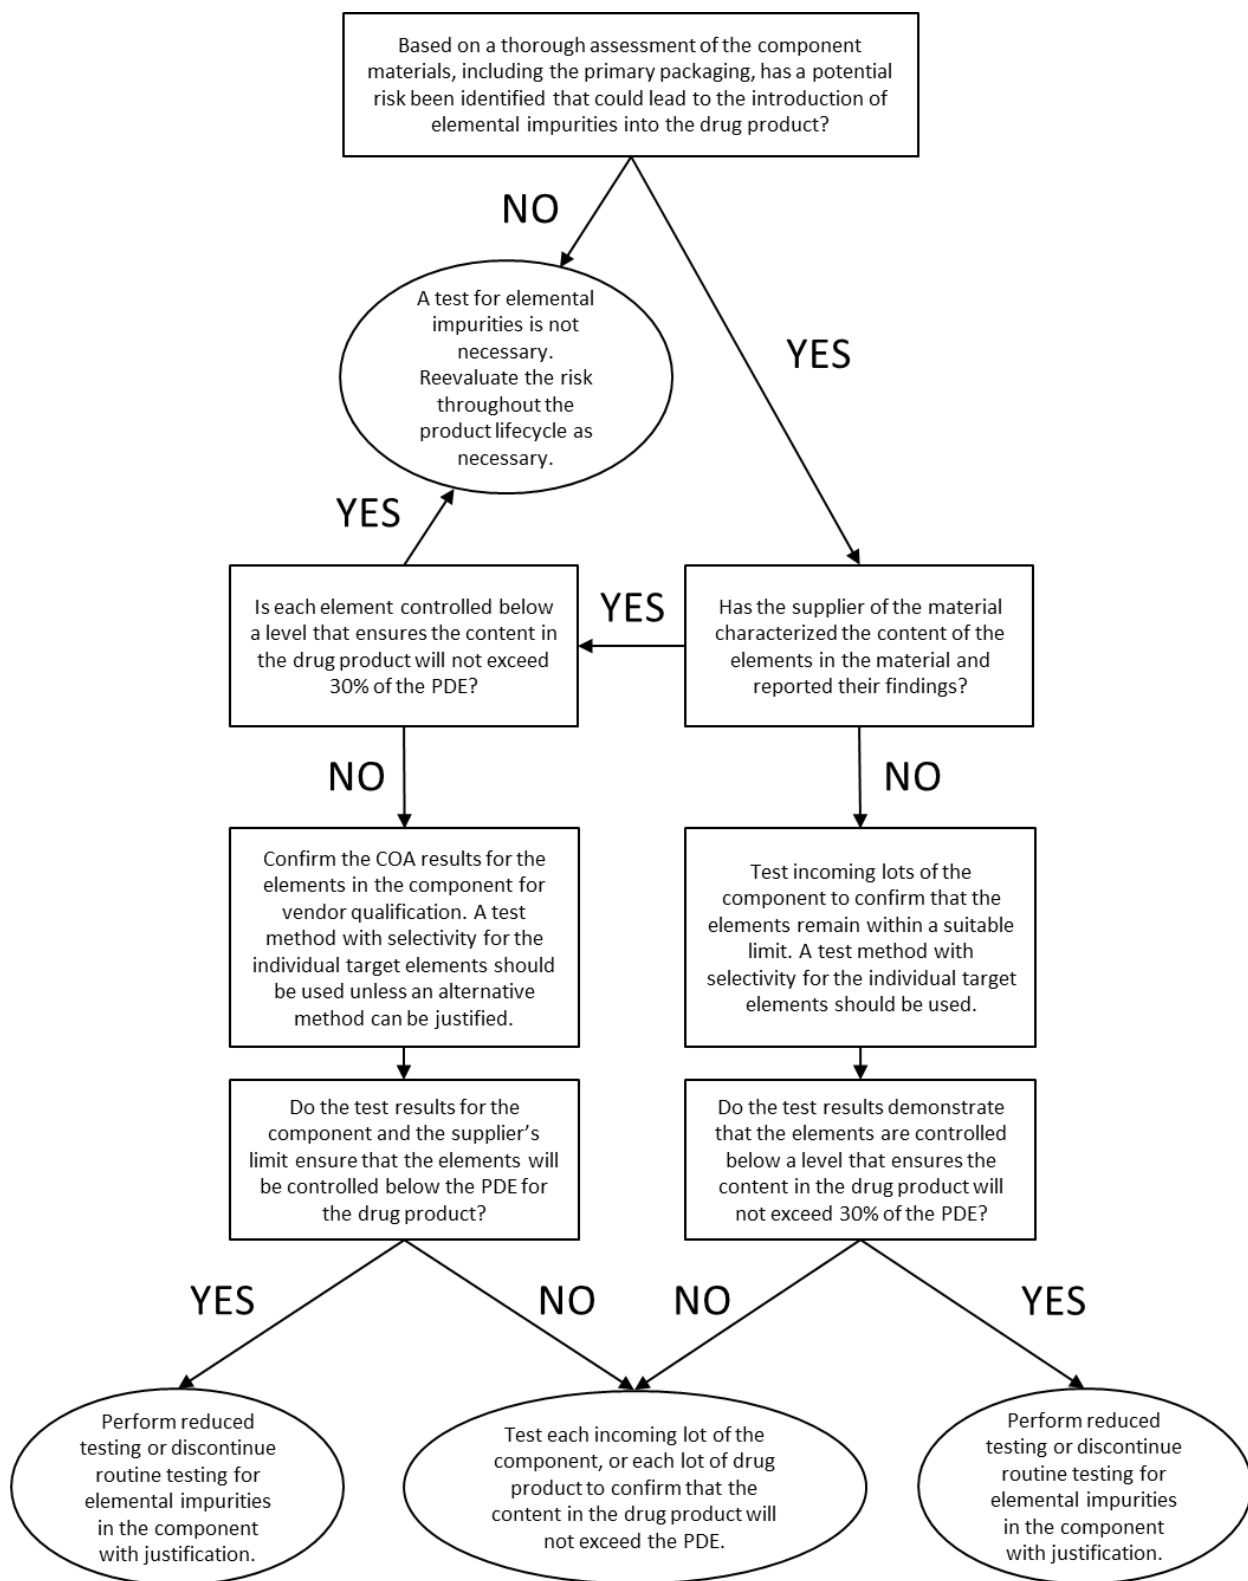 Based on a thorough assessment of the component
materials, including the primary packaging, has a potential
risk been identified that could lead to the introduction of
elemental impurities into the drug product?
NO
YES
A test for elemental
impurities is not
necessary.
Reevaluate the risk
throughout the
product lifecycle as
necessary.
YES
Is each element controlled below
a level that ensures the content in
the drug product will not exceed
30% of the PDE?
YES
Has the supplier of the material
characterized the content of the
elements in the material and
reported their findings?
NO
NO
Confirm the COA results for the
elements in the component for
vendor qualification. A test
method with selectivity for the
individual target elements should
be used unless an alternative
method can be justified.
Test incoming lots of the
component to confirm that the
elements remain within a suitable
limit. A test method with
selectivity for the individual target
elements should be used.
Do the test results for the
component and the supplier’s
limit ensure that the elements will
be controlled below the PDE for
the drug product?
Do the test results demonstrate
that the elements are controlled
below a level that ensures the
content in the drug product will
not exceed 30% of the PDE?
YES
NO
NO
YES
Perform reduced
testing or discontinue
routine testing for
elemental impurities
in the component
with justification.
Test each incoming lot of the
component, or each lot of drug
product to confirm that the
content in the drug product will
not exceed the PDE.
Perform reduced
testing or discontinue
routine testing for
elemental impurities
in the component
with justification.